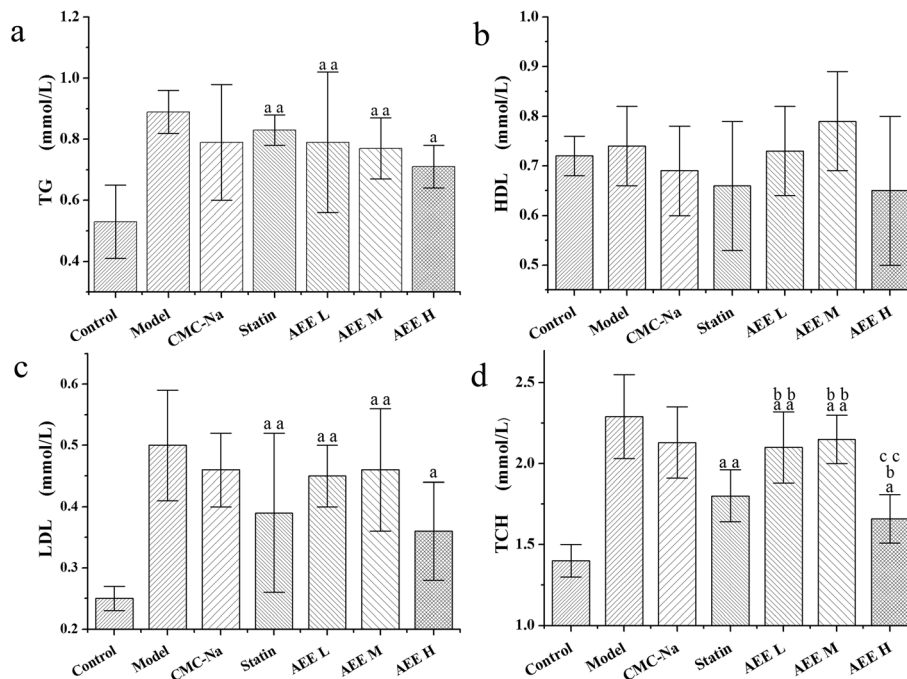 a
1.2
1.0
0.8
0.6
0.4
TG (mmol/L)
a a
a a
a a
a
Control
Model
CMC-Na
Statin
AEE L
AEE M
AEE H
b
1.0
0.9
0.8
0.7
0.6
0.5
HDL (mmol/L)
Control
Model
CMC-Na
Statin
AEE L
AEE M
AEE H
c
0.6
0.5
0.4
0.3
0.2
LDL (mmol/L)
a a
a a
a a
a
Control
Model
CMC-Na
Statin
AEE L
AEE M
AEE H
d
2.5
2.0
1.5
1.0
TCH (mmol/L)
a a
b b
a a
b b
a a
c c
b
a
Control
Model
CMC-Na
Statin
AEE L
AEE M
AEE H